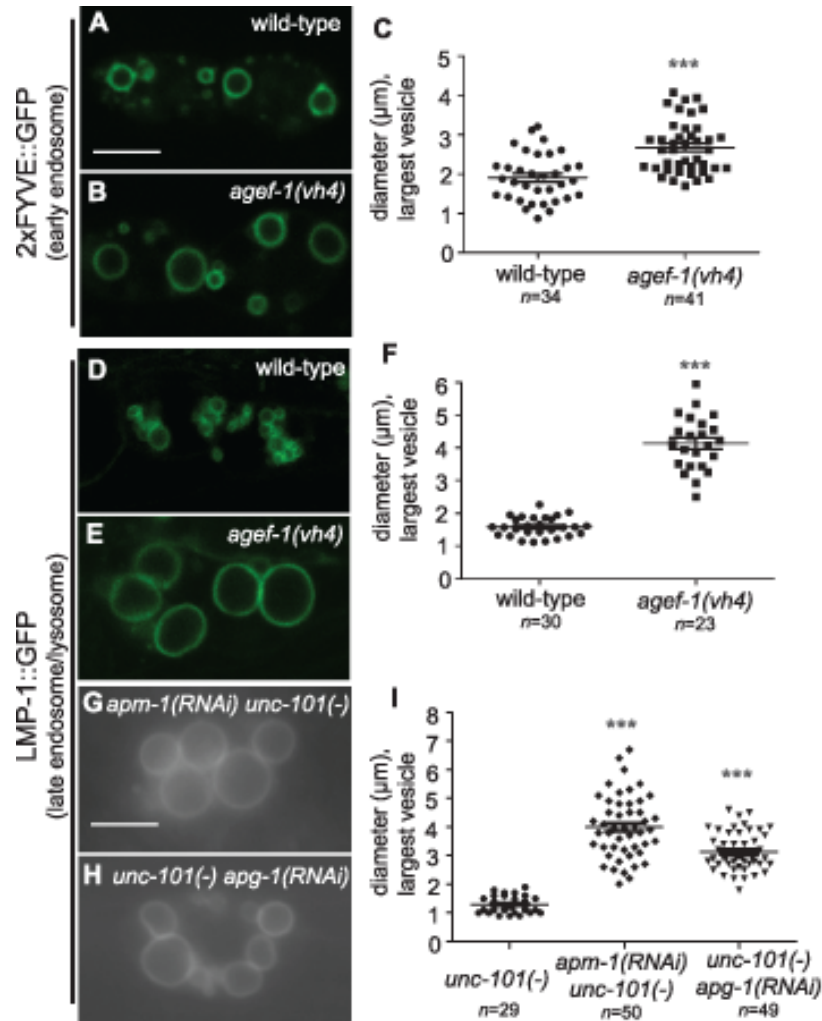 2xFYVE::GFP
(early endosome)
A
wild-type
B
agef-1(vh4)
C
diameter (µm),
largest vesicle
5
4
3
2
1
0
***
wild-type
n=34
agef-1(vh4)
n=41
LMP-1::GFP
(late endosome/lysosome)
D
wild-type
E
agef-1(vh4)
F
diameter (µm),
largest vesicle
6
5
4
3
2
1
0
***
wild-type
n=30
agef-1(vh4)
n=23
G apm-1(RNAi) unc-101(-)
H unc-101(-) apg-1(RNAi)
I
diameter (µm),
largest vesicle
8
7
6
5
4
3
2
1
0
***
***
unc-101(-)
n=29
apm-1(RNAi)
unc-101(-)
n=50
unc-101(-)
apg-1(RNAi)
n=49